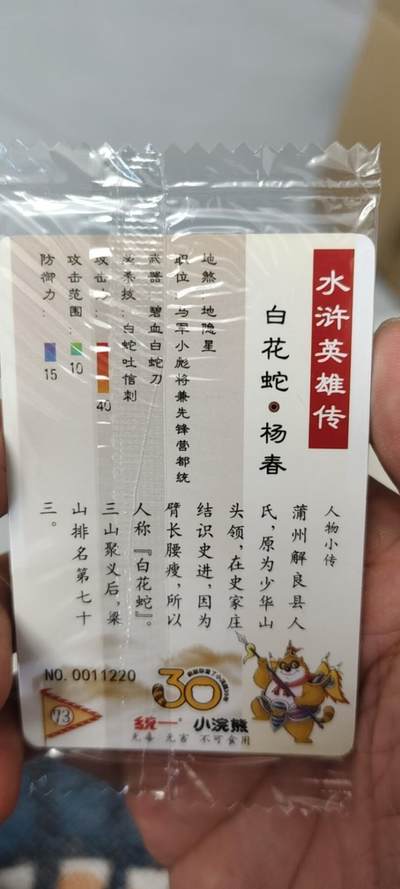 水浒英雄传
白花蛇·杨春
地煞：地隐星
职位：马军小彪将兼先锋营都统
武器：碧血白蛇刀
必杀技：白蛇吐信刺
攻击力：40
攻击范围：10
防御力：15
人物小传
蒲州解良县人
氏，原为少华山
头领，在史家庄
结识史进，因为
臂长腰瘦，所以
人称『白花蛇』。
三山聚义后，梁
山排名第七十
三。
NO.0011220
30
73
统一 小浣熊
无毒 无害 不可食用